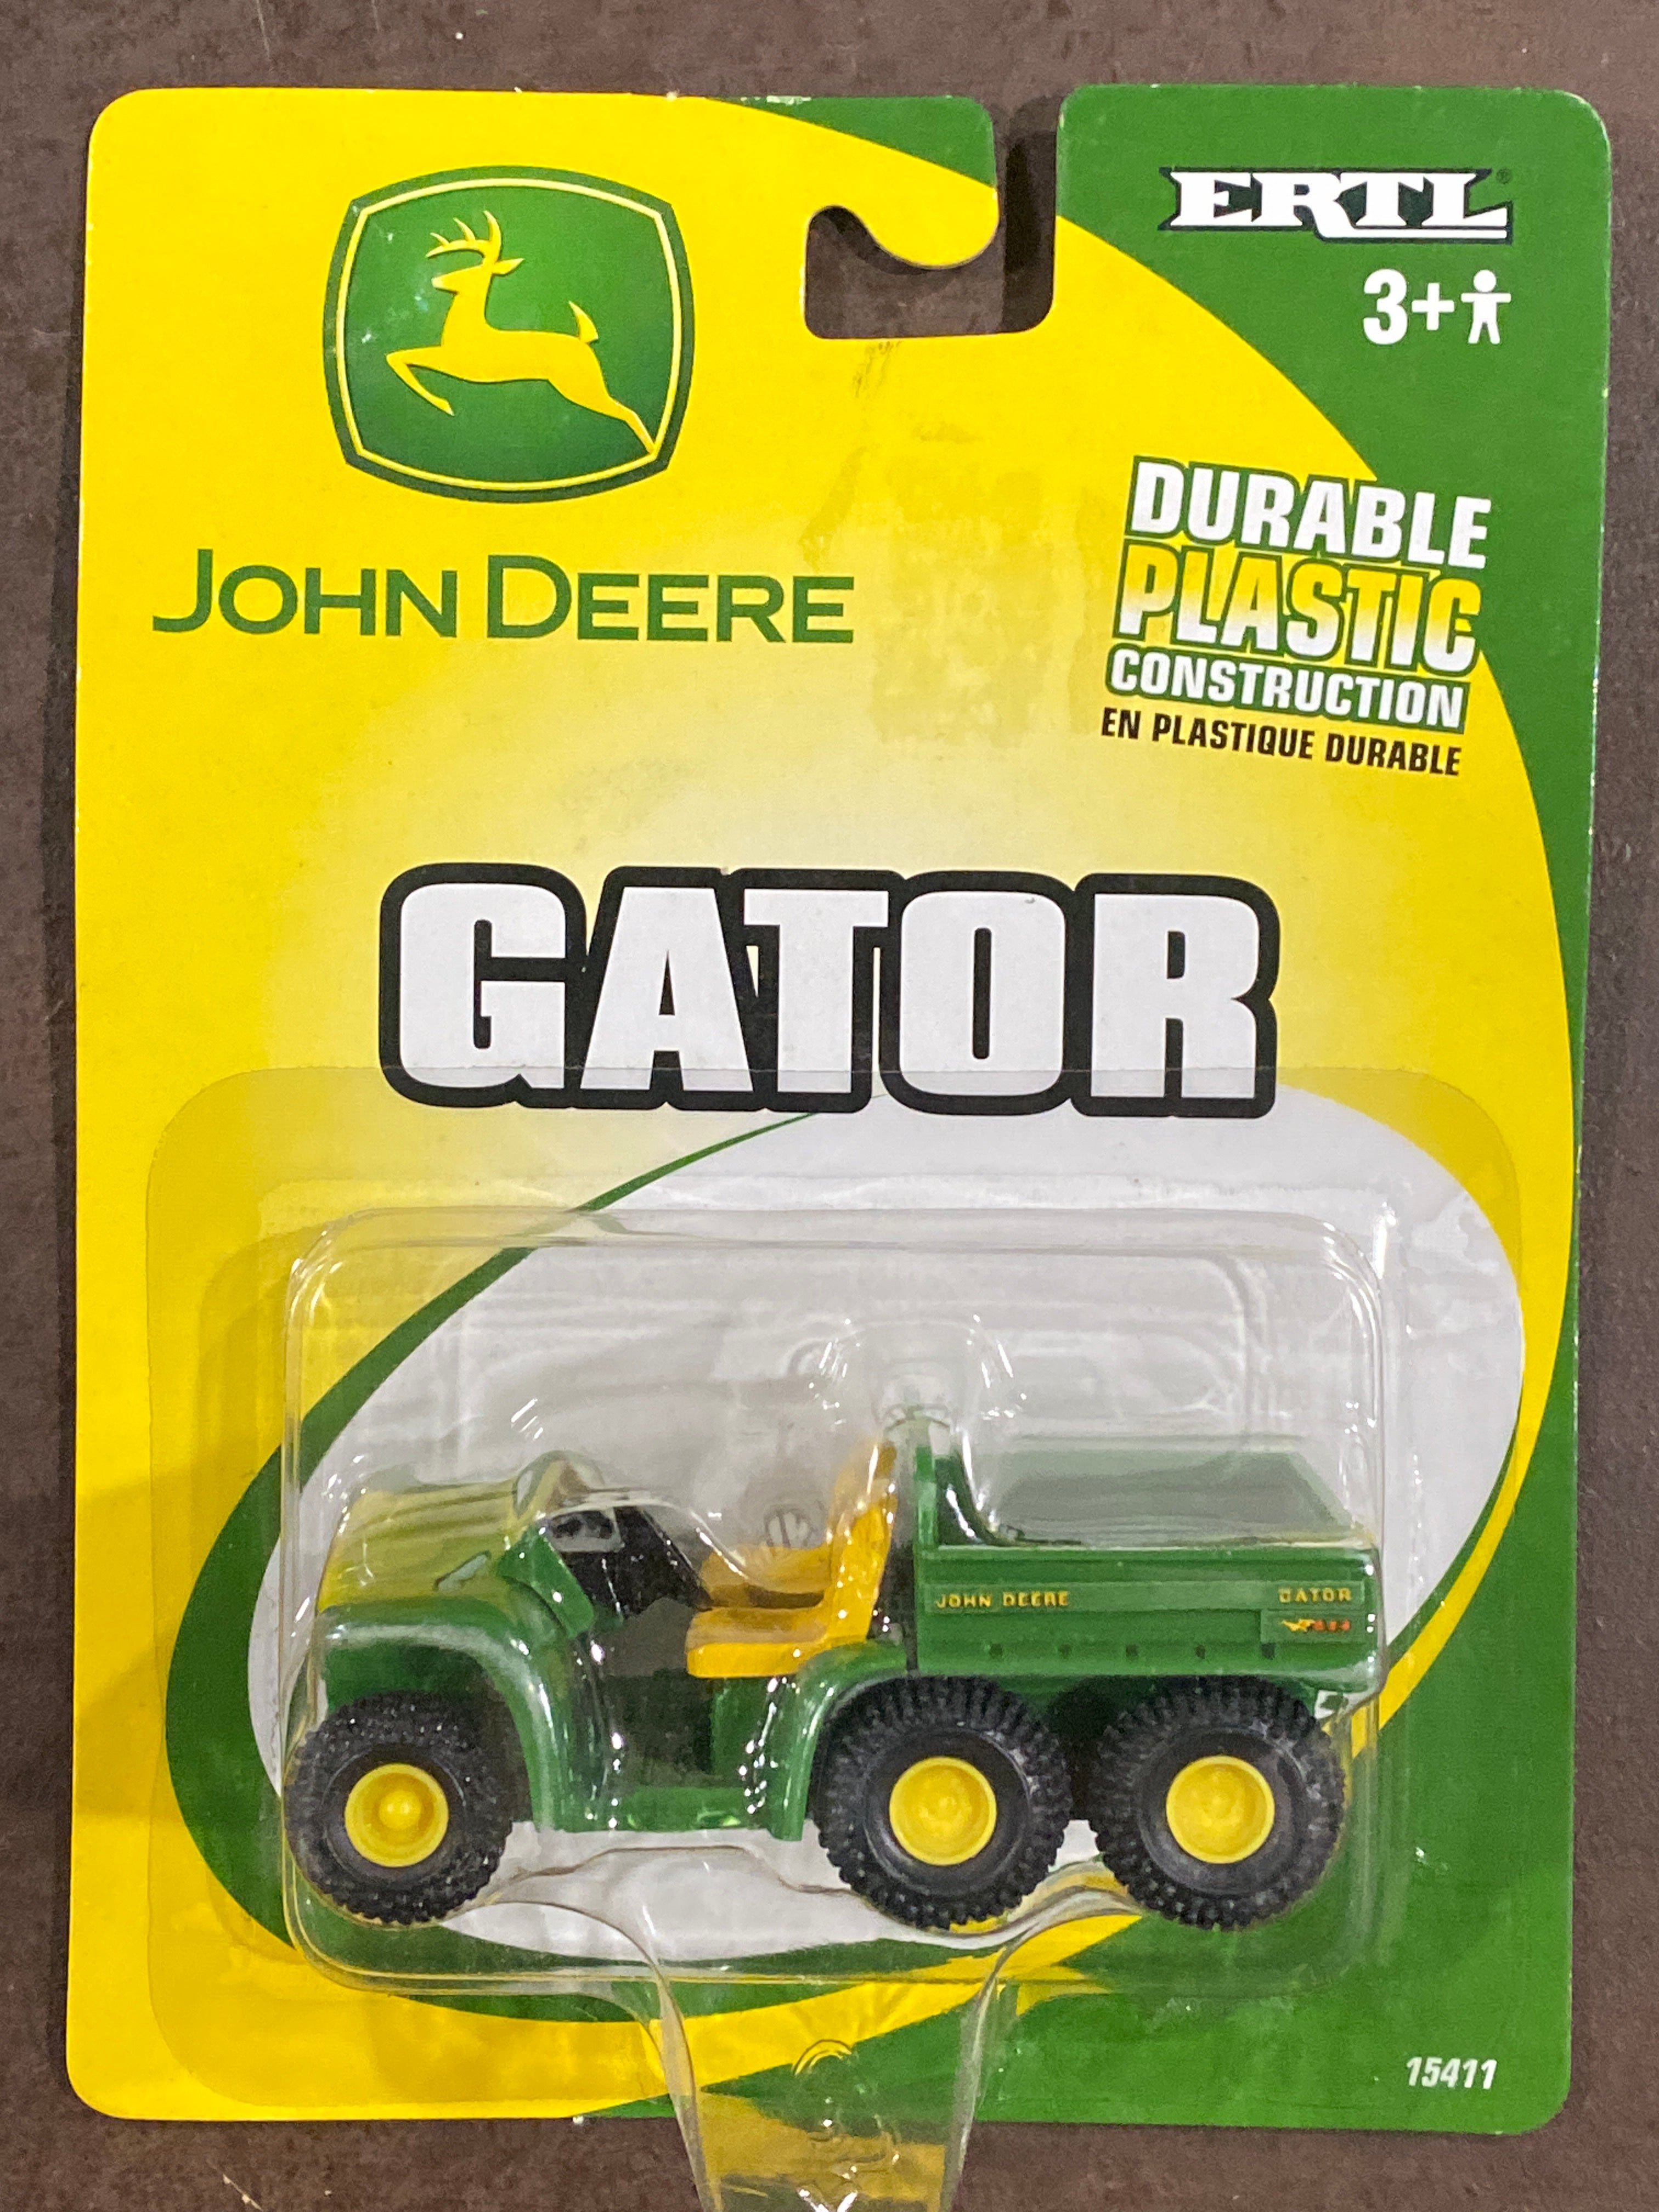 ERTL®
3+
JOHN DEERE
DURABLE
PLASTIC
CONSTRUCTION
EN PLASTIQUE DURABLE
GATOR
JOHN DEERE GATOR
15411